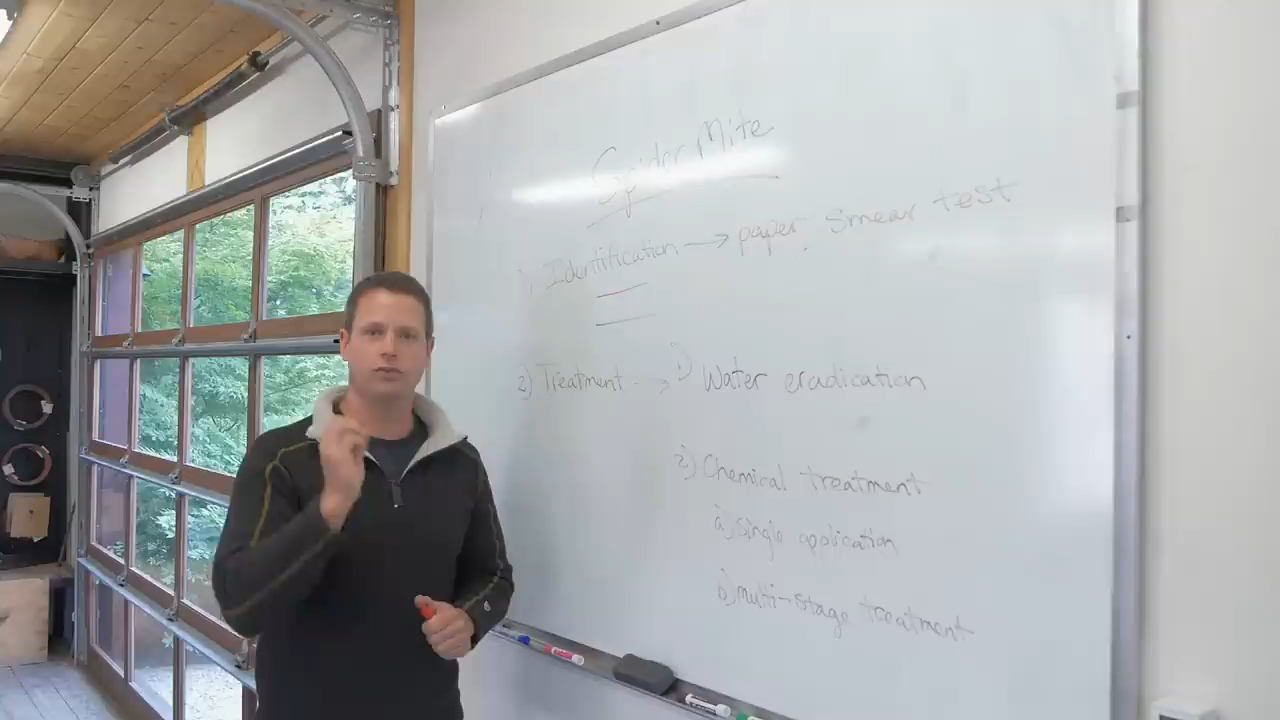 Spider Mite
1) Identification → paper smear test
2) Treatment → 1) Water eradication
2) Chemical treatment
a) single application
b) multi-stage treatment